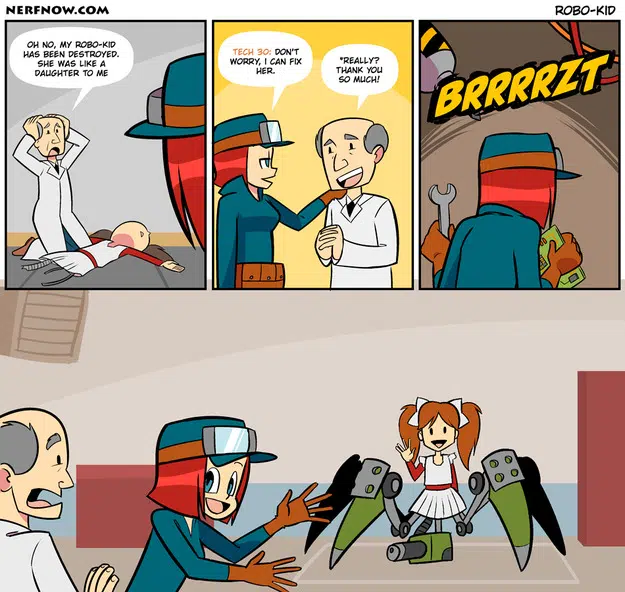 NERFNOW.COM
ROBO-KID
OH NO, MY ROBO-KID
HAS BEEN DESTROYED.
SHE WAS LIKE A
DAUGHTER TO ME
TECH 30: DON'T
WORRY, I CAN FIX
HER.
*REALLY?
THANK YOU
SO MUCH!
BRRRRZT